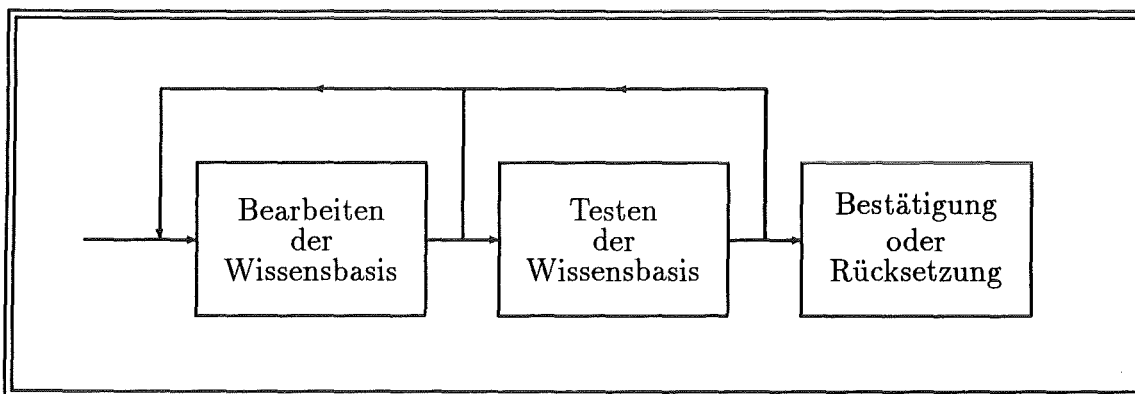 Bearbeiten
der
Wissensbasis
Testen
der
Wissensbasis
Bestätigung
oder
Rücksetzung